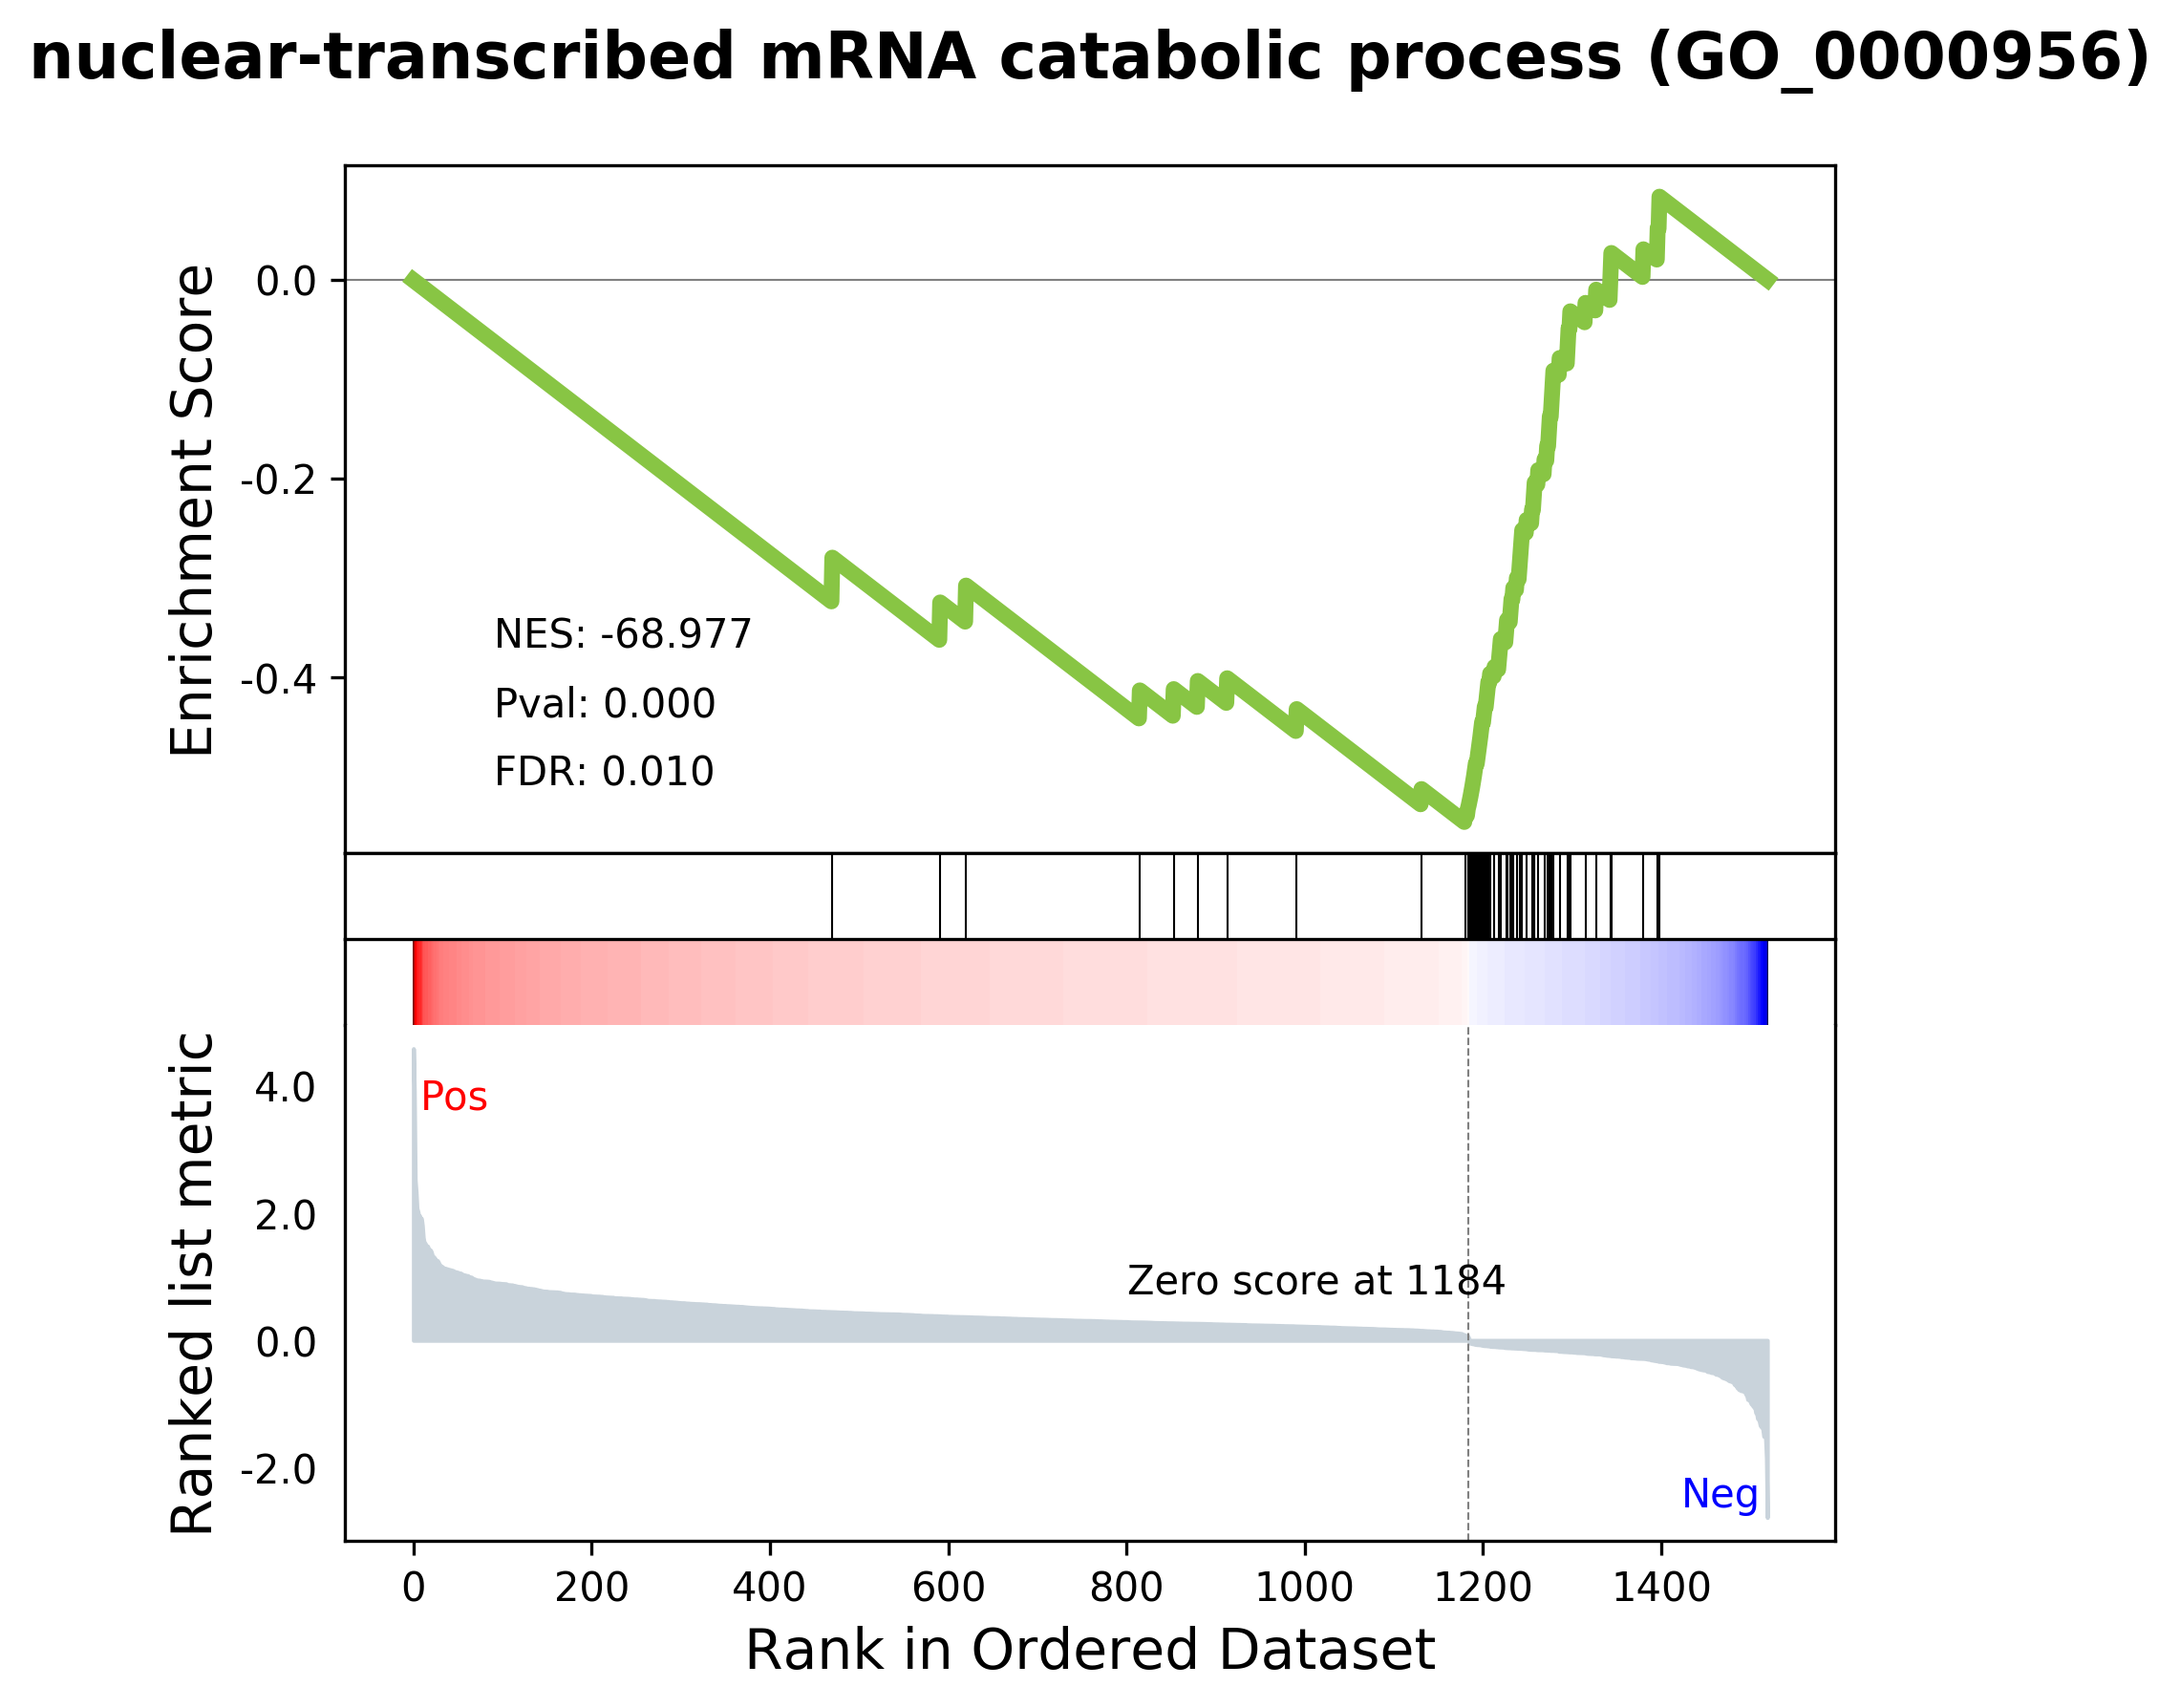 nuclear-transcribed mRNA catabolic process (GO_0000956)
Enrichment Score
0.0
-0.2
-0.4
NES: -68.977
Pval: 0.000
FDR: 0.010
Ranked list metric
4.0
2.0
0.0
-2.0
Pos
Zero score at 1184
Neg
0 200 400 600 800 1000 1200 1400
Rank in Ordered Dataset